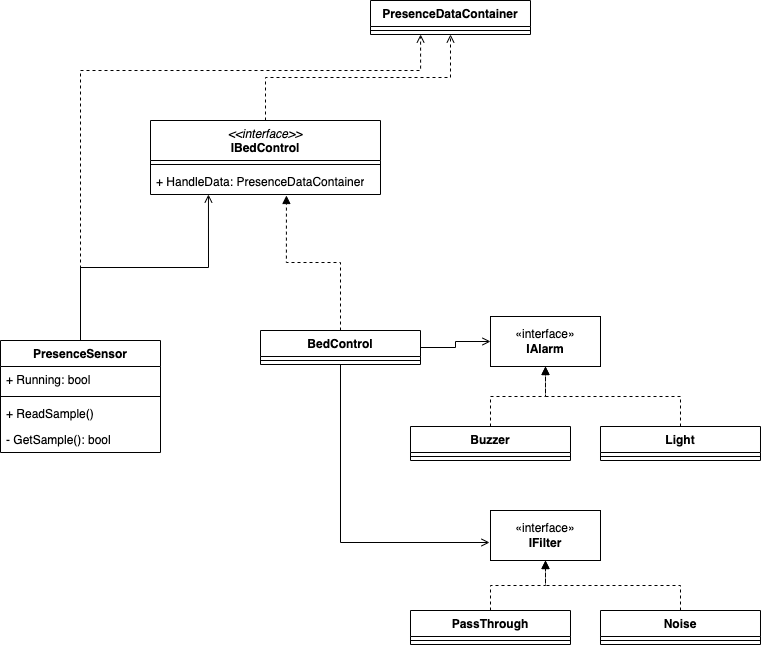 PresenceDataContainer
<<interface>>
IBedControl
+ HandleData: PresenceDataContainer
PresenceSensor
+ Running: bool
+ ReadSample()
- GetSample(): bool
BedControl
«interface»
IAlarm
Buzzer
Light
«interface»
IFilter
PassThrough
Noise